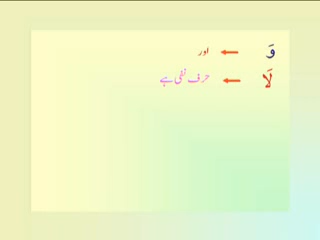 وَ ← اور
لَا ← حرف نفی ہے